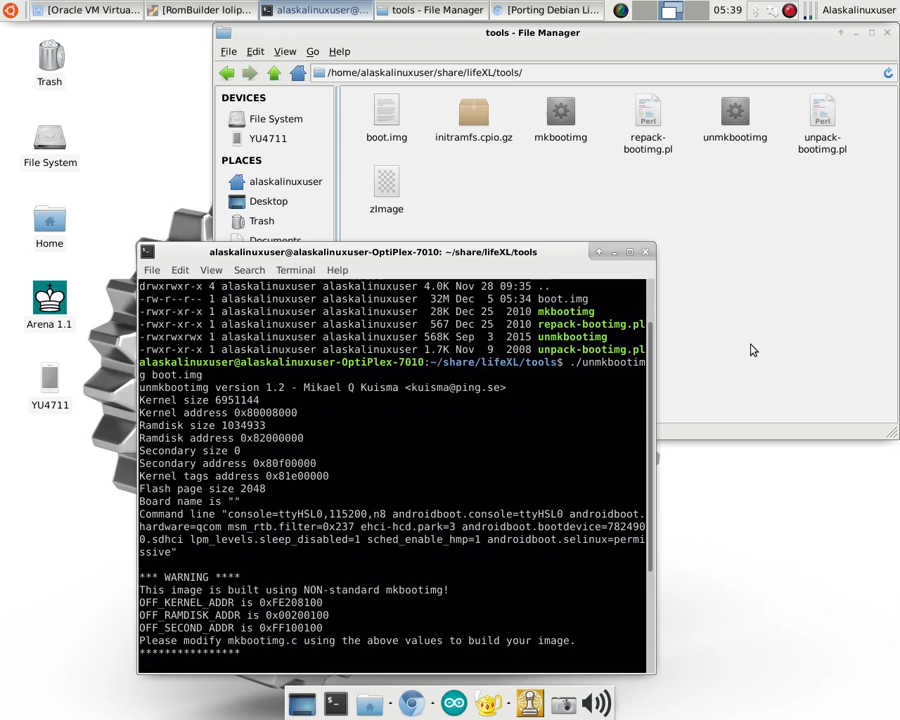 [Oracle VM Virtua...
[RomBuilder lolip...
alaskalinuxuser@...
tools - File Manager
[Porting Debian Li...
05:39
Alaskalinuxuser
tools - File Manager
File Edit View Go Help
/home/alaskalinuxuser/share/lifeXL/tools/
DEVICES
File System
YU4711
PLACES
alaskalinuxuser
Desktop
Trash
Documents
boot.img
initramfs.cpio.gz
mkbootimg
repack-
bootimg.pl
unmkbootimg
unpack-
bootimg.pl
zImage
Trash
File System
Home
Arena 1.1
YU4711
alaskalinuxuser@alaskalinuxuser-OptiPlex-7010: ~/share/lifeXL/tools
File Edit View Search Terminal Help
drwxrwxr-x 4 alaskalinuxuser alaskalinuxuser 4.0K Nov 28 09:35 ..
-rw-r--r-- 1 alaskalinuxuser alaskalinuxuser 32M Dec 5 05:34 boot.img
-rwxr-xr-x 1 alaskalinuxuser alaskalinuxuser 28K Dec 25 2010 mkbootimg
-rwxr-xr-x 1 alaskalinuxuser alaskalinuxuser 567 Dec 25 2010 repack-bootimg.pl
-rwxrwxrwx 1 alaskalinuxuser alaskalinuxuser 568K Sep 3 2015 unmkbootimg
-rwxr-xr-x 1 alaskalinuxuser alaskalinuxuser 1.7K Nov 9 2008 unpack-bootimg.pl
alaskalinuxuser@alaskalinuxuser-OptiPlex-7010:~/share/lifeXL/tools$ ./unmkbootim
g boot.img
unmkbootimg version 1.2 - Mikael Q Kuisma <kuisma@ping.se>
Kernel size 6951144
Kernel address 0x80008000
Ramdisk size 1034933
Ramdisk address 0x82000000
Secondary size 0
Secondary address 0x80f00000
Kernel tags address 0x81e00000
Flash page size 2048
Board name is ""
Command line "console=ttyHSL0,115200,n8 androidboot.console=ttyHSL0 androidboot.
hardware=qcom msm_rtb.filter=0x237 ehci-hcd.park=3 androidboot.bootdevice=782490
0.sdhci lpm_levels.sleep_disabled=1 sched_enable_hmp=1 androidboot.selinux=permi
ssive"
*** WARNING ****
This image is built using NON-standard mkbootimg!
OFF_KERNEL_ADDR is 0xFE208100
OFF_RAMDISK_ADDR is 0x00200100
OFF_SECOND_ADDR is 0xFF100100
Please modify mkbootimg.c using the above values to build your image.
****************